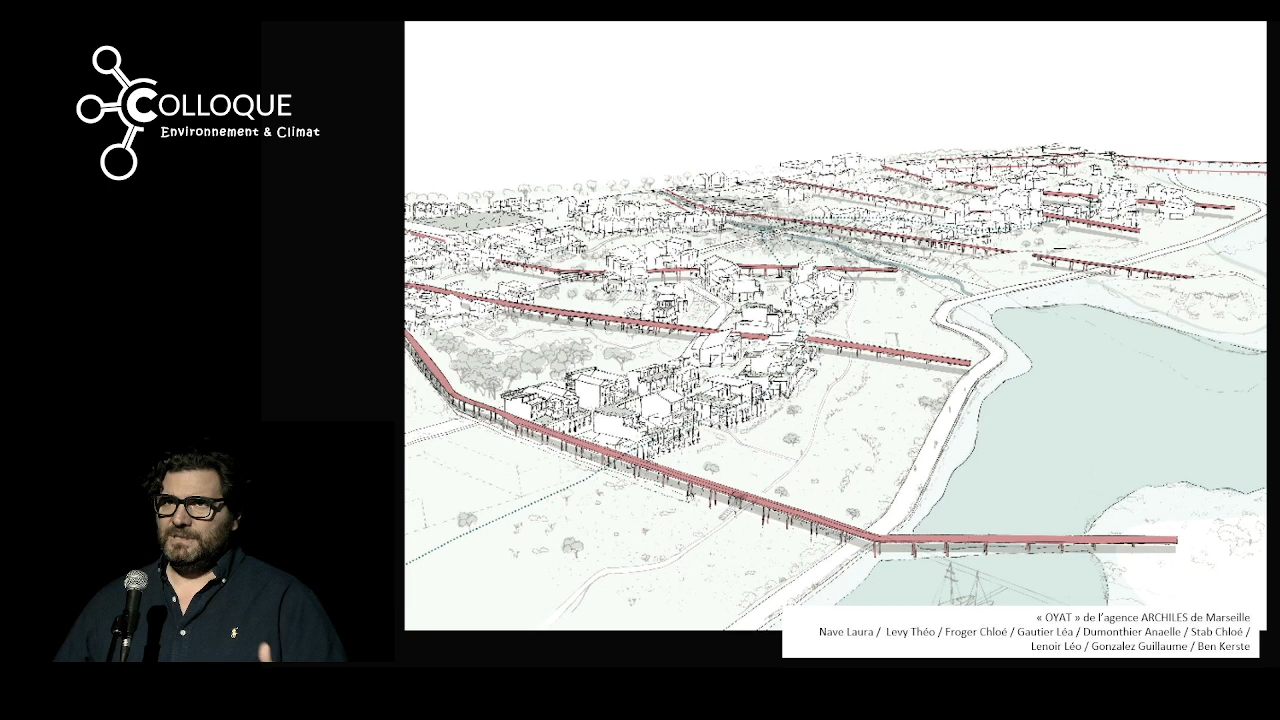 COLLOQUE
Environnement & Climat
« OYAT » de l'agence ARCHILES de Marseille
Nave Laura / Levy Théo / Froger Chloé / Gautier Léa / Dumonthier Anaelle / Stab Chloé /
Lenoir Léo / Gonzalez Guillaume / Ben Kerste